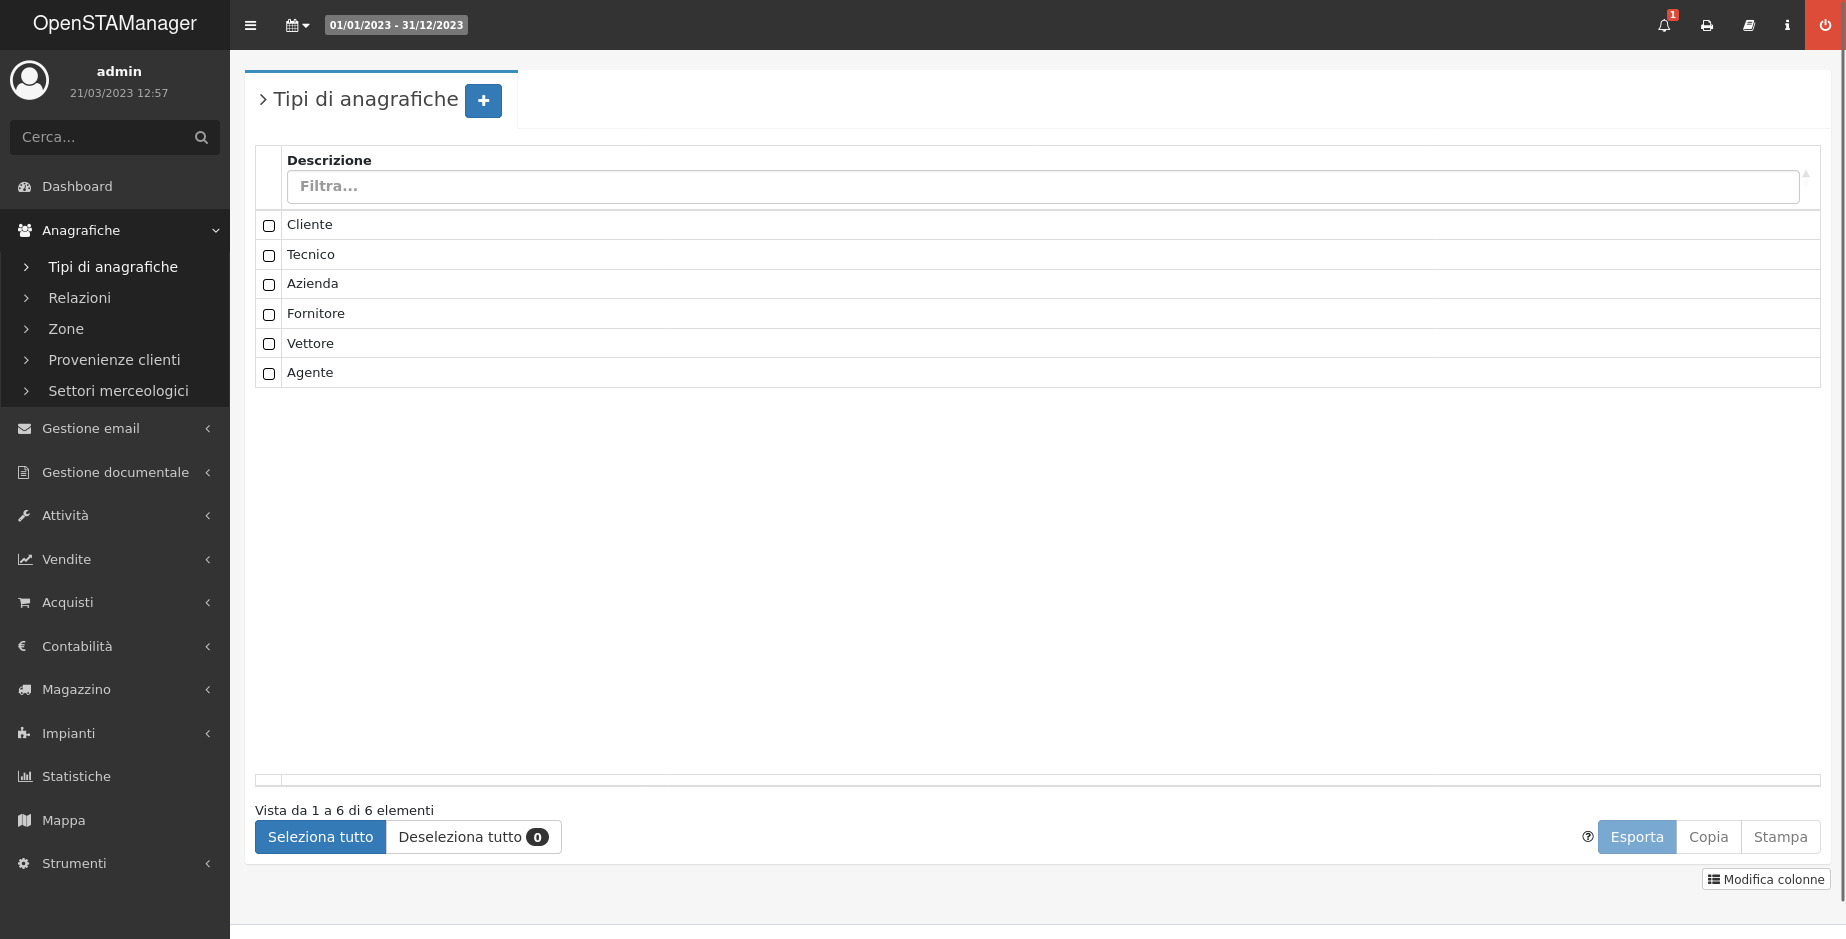 OpenSTAManager
01/01/2023 - 31/12/2023
1
admin
21/03/2023 12:57
Cerca...
Dashboard
Anagrafiche
Tipi di anagrafiche
Relazioni
Zone
Provenienze clienti
Settori merceologici
Gestione email
Gestione documentale
Attività
Vendite
Acquisti
Contabilità
Magazzino
Impianti
Statistiche
Mappa
Strumenti
Tipi di anagrafiche
Descrizione
Filtra...
Cliente
Tecnico
Azienda
Fornitore
Vettore
Agente
Vista da 1 a 6 di 6 elementi
Seleziona tutto Deseleziona tutto 0
Esporta Copia Stampa
Modifica colonne